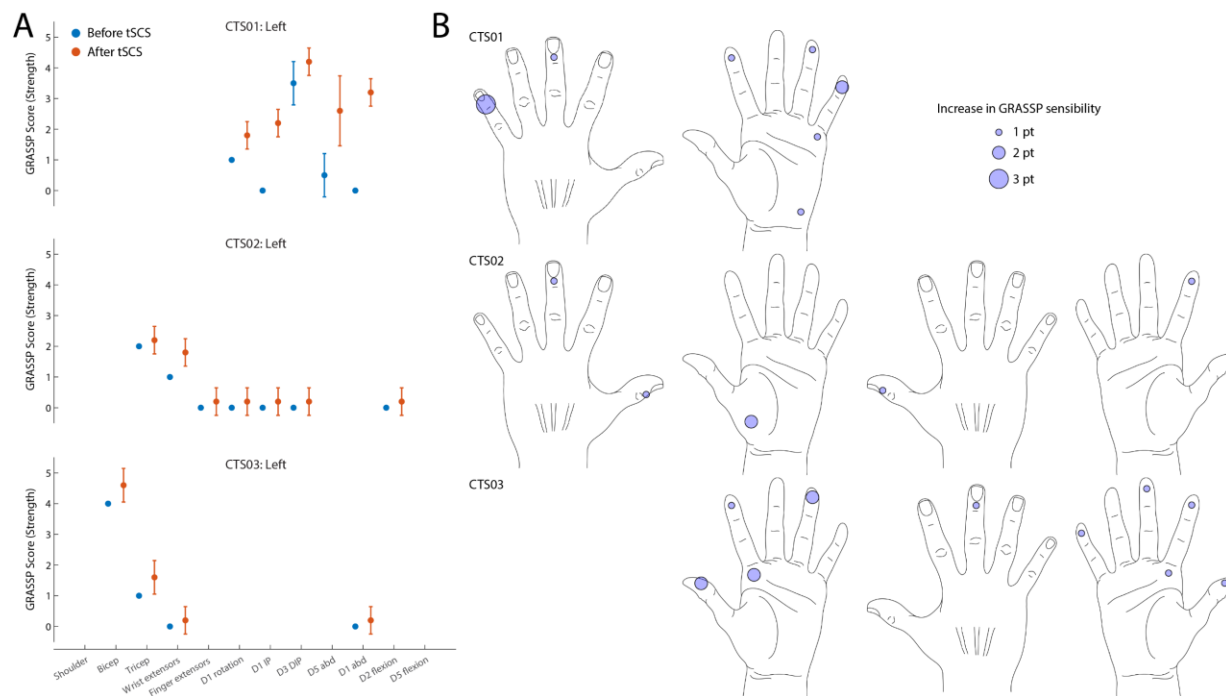 A
Before tSCS
After tSCS
CTS01: Left
GRASSP Score (Strength)
5
4
3
2
1
0
CTS02: Left
GRASSP Score (Strength)
5
4
3
2
1
0
CTS03: Left
GRASSP Score (Strength)
5
4
3
2
1
0
Shoulder
Bicep
Tricep
Wrist extensors
Finger extensors
D1 rotation
D1 IP
D3 DIP
D5 abd
D1 abd
D2 flexion
D5 flexion
B
CTS01
Increase in GRASSP sensibility
1 pt
2 pt
3 pt
CTS02
CTS03